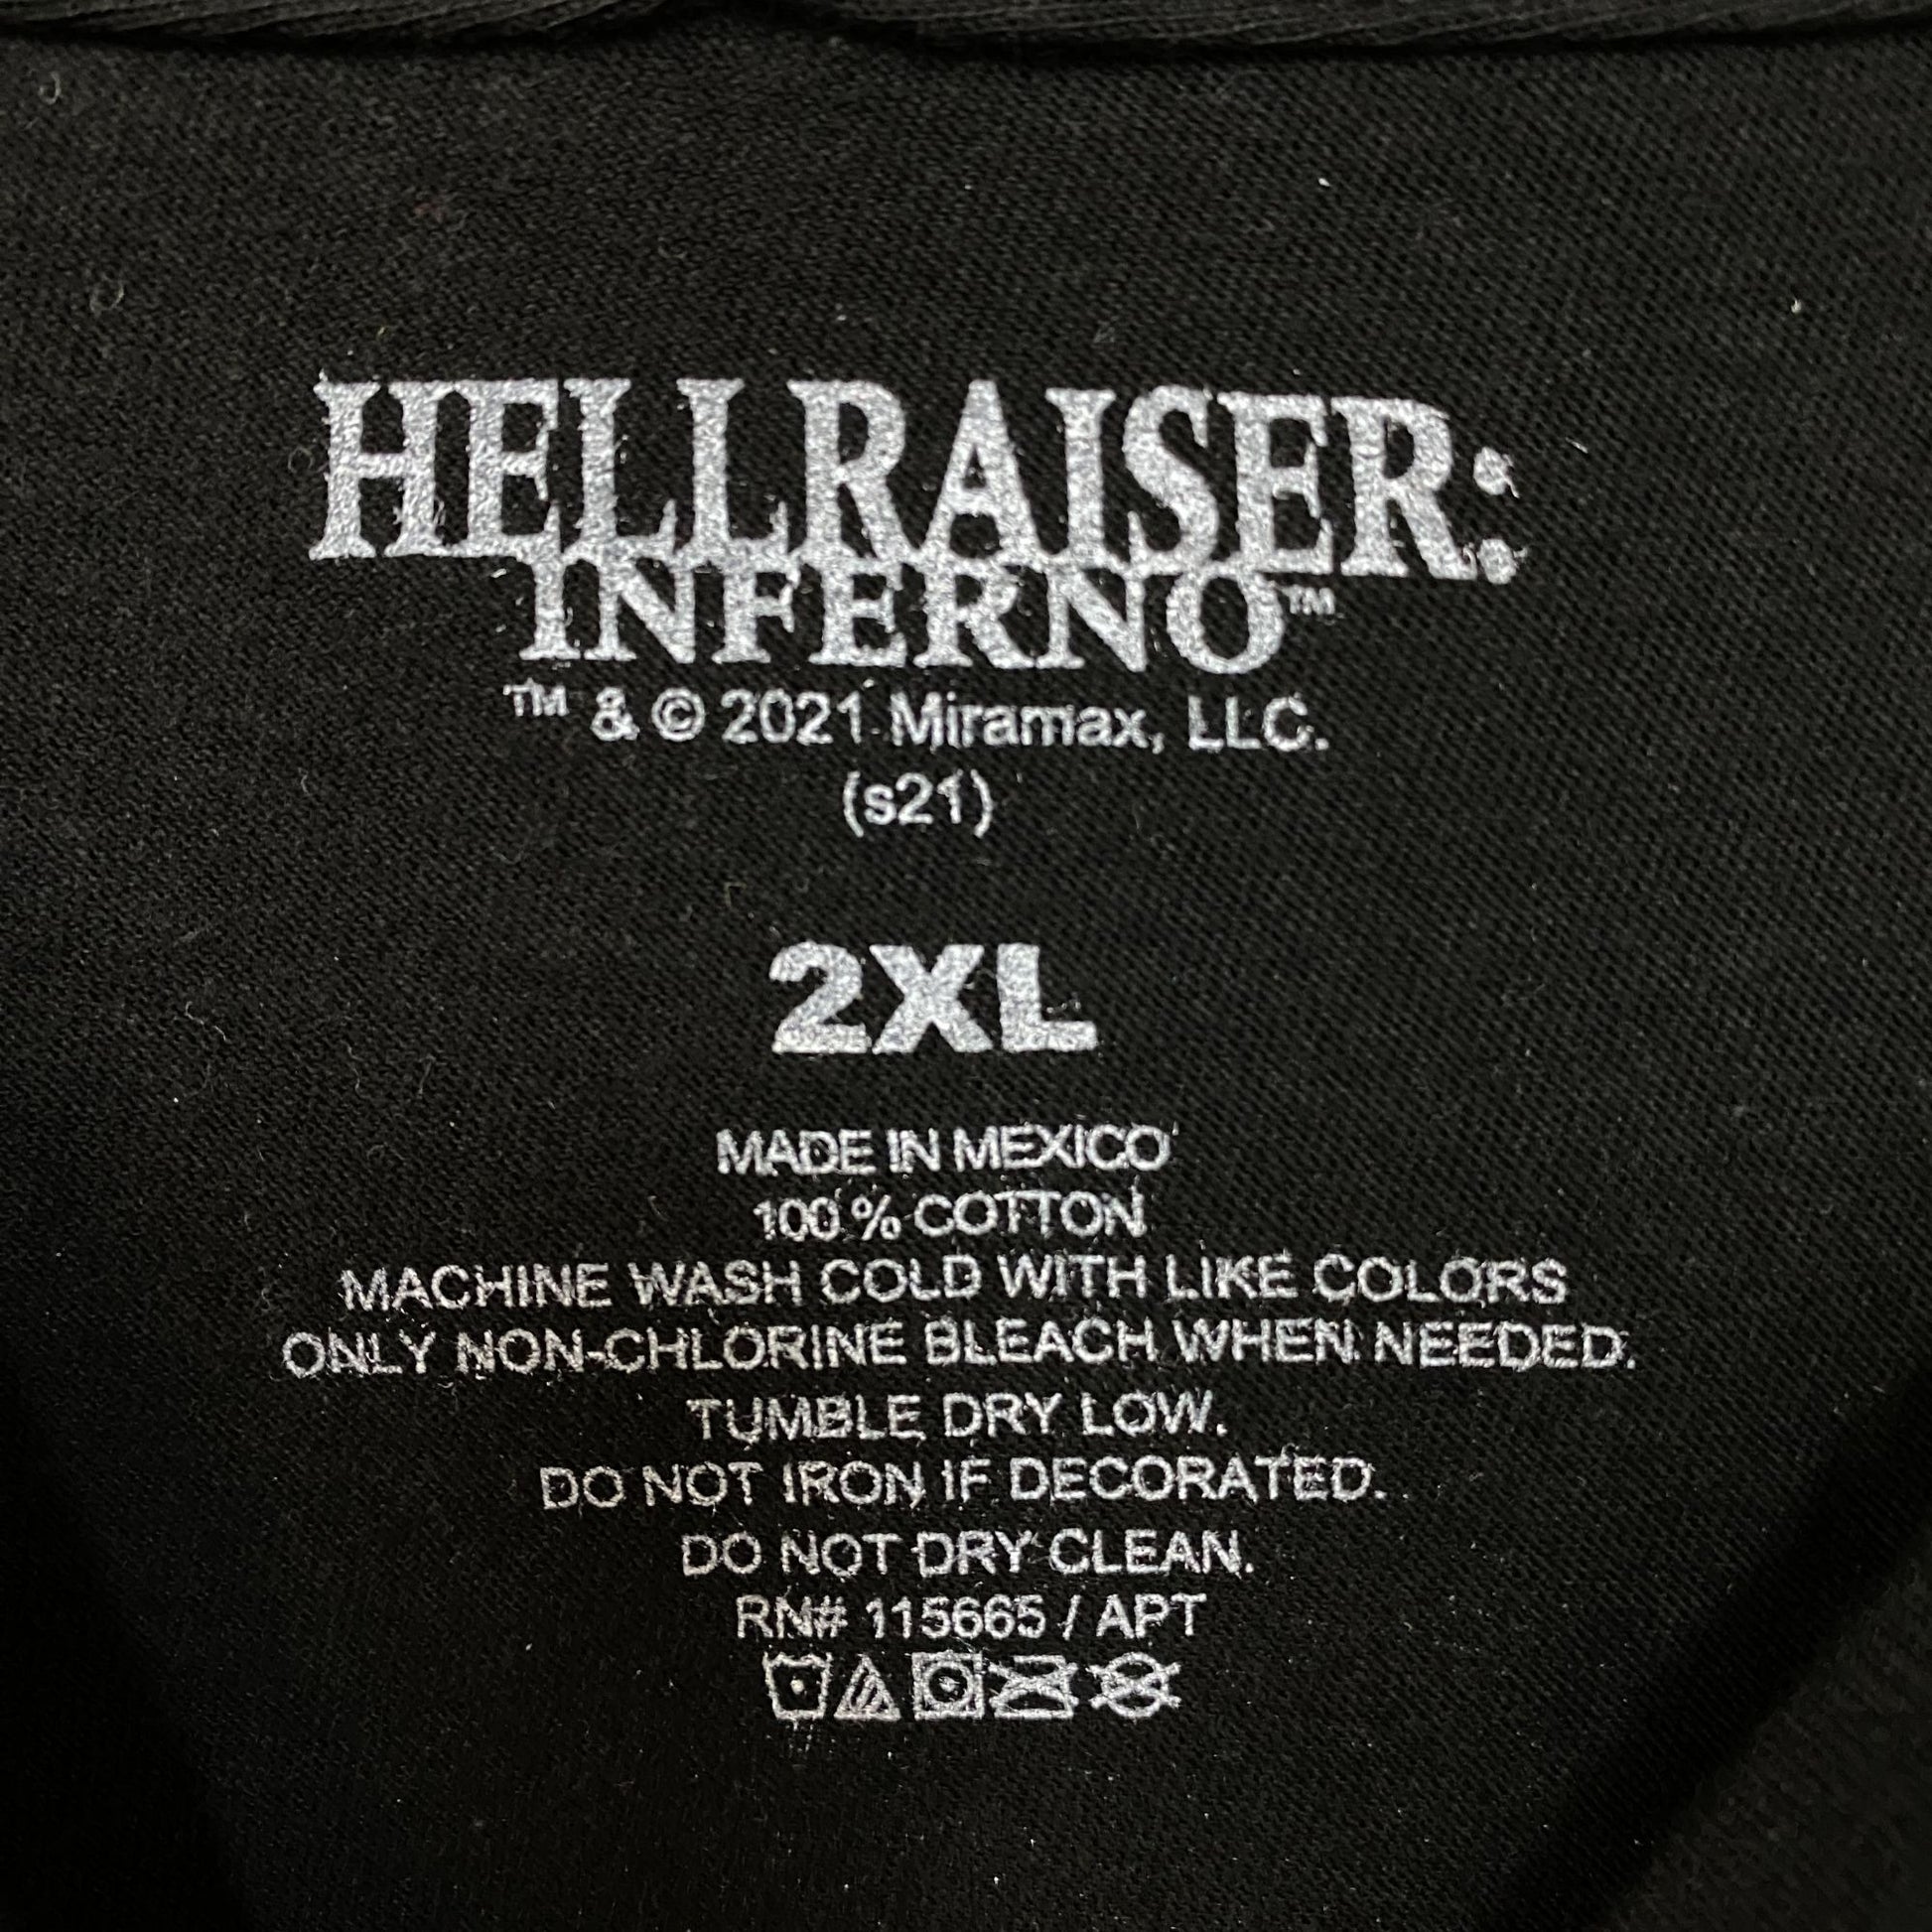 HELLRAISER:
INFERNO™
™ & © 2021 Miramax, LLC.
(s21)
2XL
MADE IN MEXICO
100% COTTON
MACHINE WASH COLD WITH LIKE COLORS
ONLY NON-CHLORINE BLEACH WHEN NEEDED.
TUMBLE DRY LOW.
DO NOT IRON IF DECORATED.
DO NOT DRY CLEAN.
RN# 115665 / APT